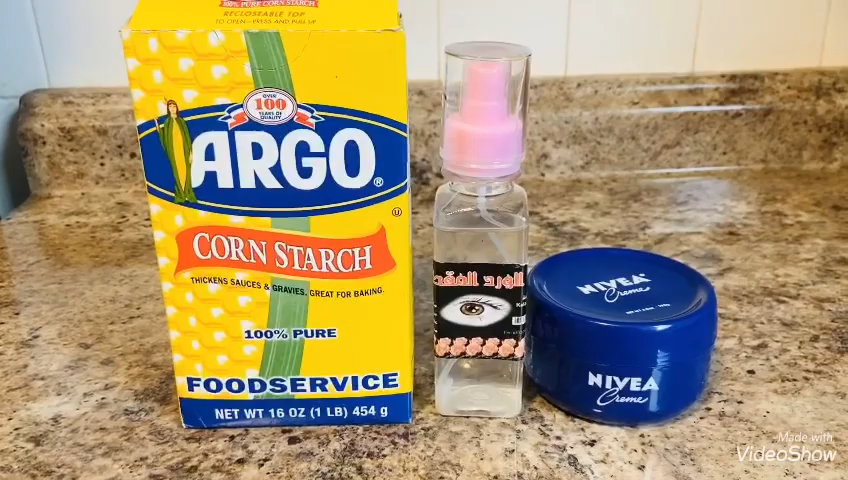 100% PURE CORN STARCH
RECLOSEABLE TOP
TO OPEN—PRESS AND PULL UP
OVER
100
YEARS OF
QUALITY
ARGO®
CORN STARCH
THICKENS SAUCES & GRAVIES, GREAT FOR BAKING.
100% PURE
FOODSERVICE
NET WT 16 OZ (1 LB) 454 g
الورد
NIVEA
Creme
NIVEA
Creme
Made with
VideoShow